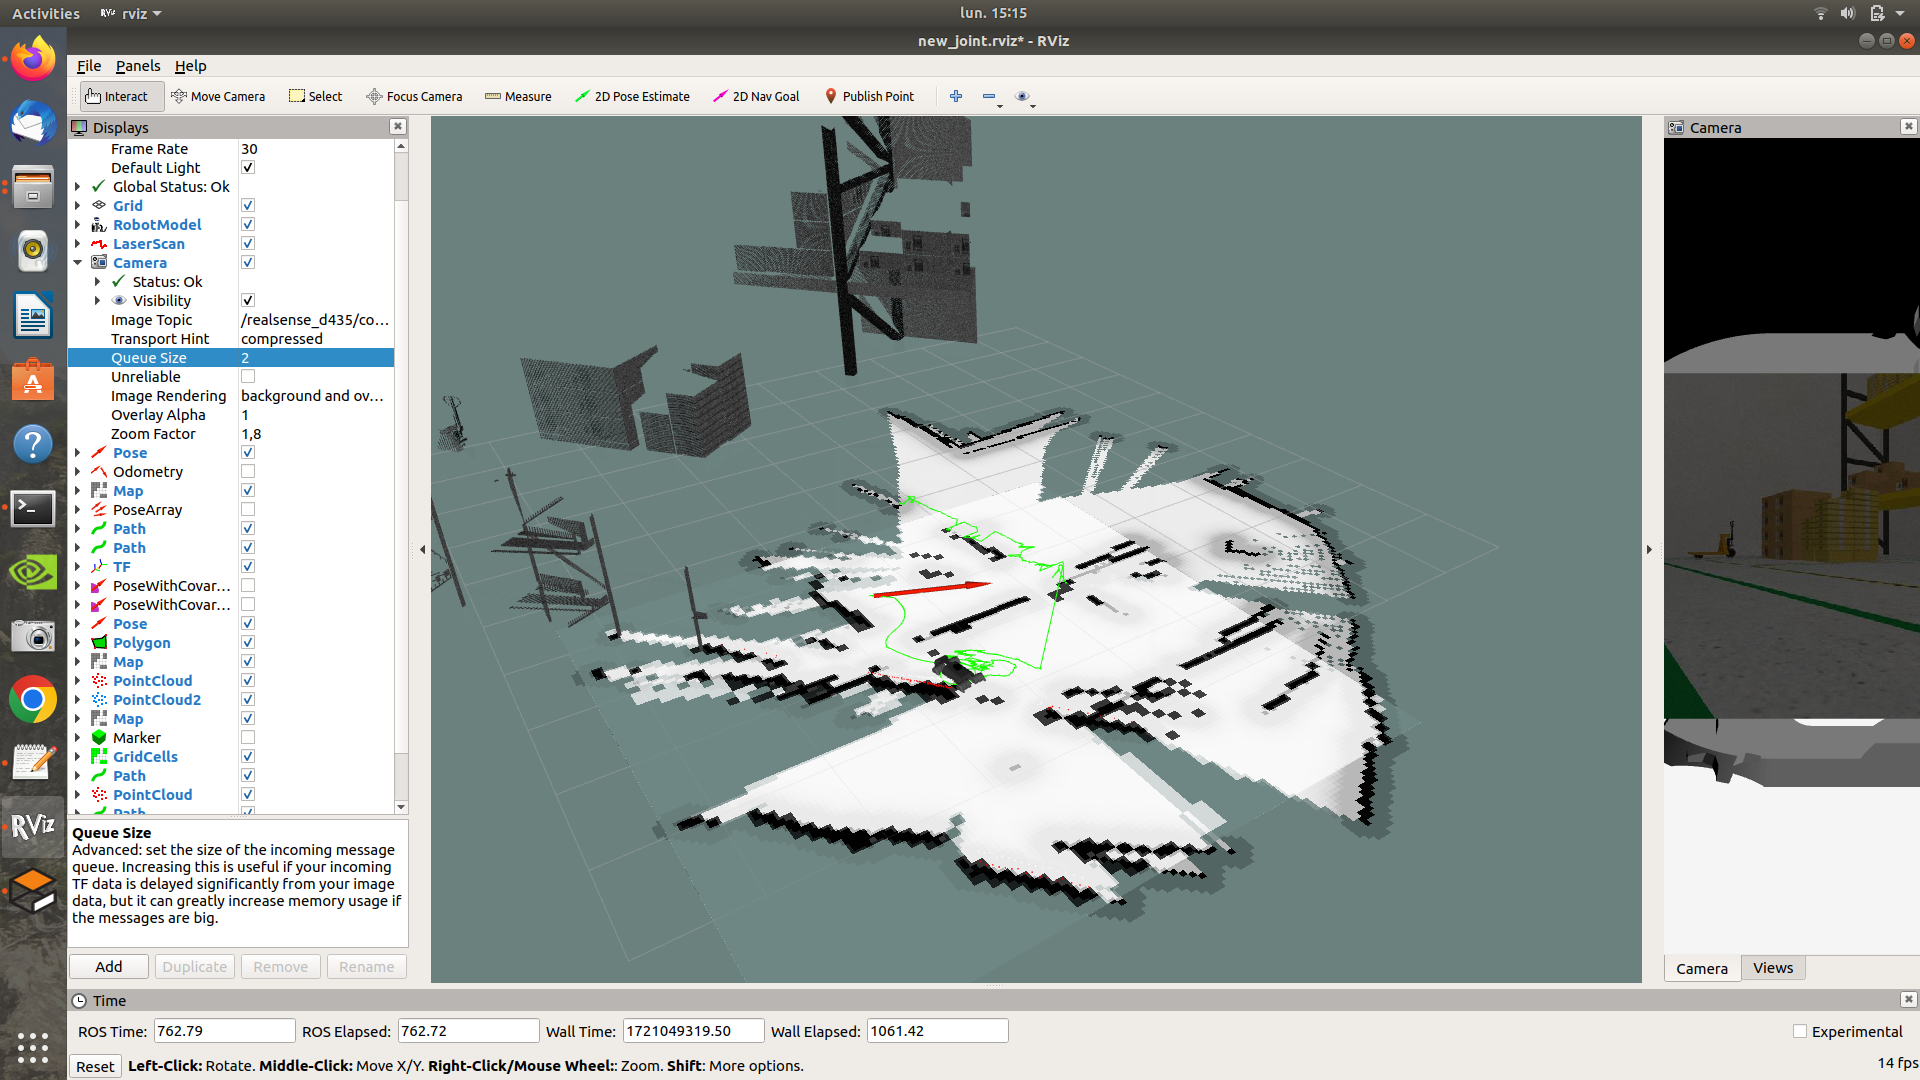 Activities
rviz
lun. 15:15
new_joint.rviz* - RViz
File Panels Help
Interact Move Camera Select Focus Camera Measure 2D Pose Estimate 2D Nav Goal Publish Point
Displays
Frame Rate 30
Default Light
Global Status: Ok
Grid
RobotModel
LaserScan
Camera
Status: Ok
Visibility
Image Topic /realsense_d435/co...
Transport Hint compressed
Queue Size 2
Unreliable
Image Rendering background and ov...
Overlay Alpha 1
Zoom Factor 1,8
Pose
Odometry
Map
PoseArray
Path
Path
TF
PoseWithCovar...
PoseWithCovar...
Pose
Polygon
Map
PointCloud
PointCloud2
Map
Marker
GridCells
Path
PointCloud
Path
Queue Size
Advanced: set the size of the incoming message
queue. Increasing this is useful if your incoming
TF data is delayed significantly from your image
data, but it can greatly increase memory usage if
the messages are big.
Add Duplicate Remove Rename
Camera
Camera Views
RViz
Time
ROS Time: 762.79 ROS Elapsed: 762.72 Wall Time: 1721049319.50 Wall Elapsed: 1061.42 Experimental
Reset Left-Click: Rotate. Middle-Click: Move X/Y. Right-Click/Mouse Wheel:: Zoom. Shift: More options. 14 fps